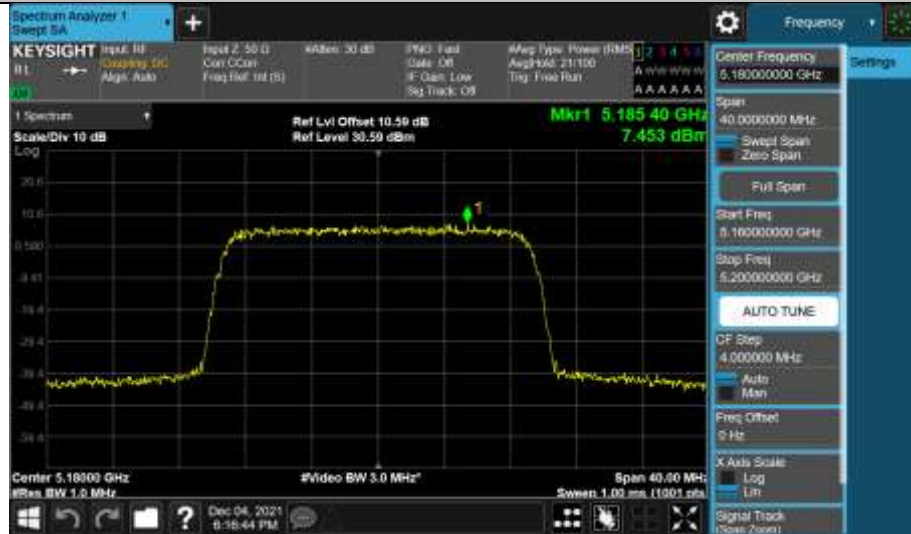 Spectrum Analyzer 1
Swept SA
+
Frequency
KEYSIGHT
Input: RF
Coupling: DC
Align: Auto
Input Z: 50 Ω
Corr CCorr
Freq Ref: Int (S)
#Atten: 30 dB
PNO: Fast
Gate: Off
IF Gain: Low
Sig Track: Off
#Avg Type: Power (RMS
Avg|Hold: 21/100
Trig: Free Run
1 2 3 4 5 6
A W W W W W
A A A A A A
1 Spectrum
Scale/Div 10 dB
Log
Ref Lvl Offset 10.59 dB
Ref Level 30.59 dBm
Mkr1 5.185 40 GHz
7.453 dBm
20.6
10.6
0.590
-9.41
-19.4
-29.4
-39.4
-49.4
-59.4
1
Center 5.18000 GHz
#Res BW 1.0 MHz
#Video BW 3.0 MHz*
Span 40.00 MHz
Sweep 1.00 ms (1001 pts
Dec 04, 2021
Center Frequency
5.180000000 GHz
Settings
Span
40.0000000 MHz
Swept Span
Zero Span
Full Span
Start Freq
5.160000000 GHz
Stop Freq
5.200000000 GHz
AUTO TUNE
CF Step
4.000000 MHz
Auto
Man
Freq Offset
0 Hz
X Axis Scale
Log
Lin
Signal Track
(Span Zoom)